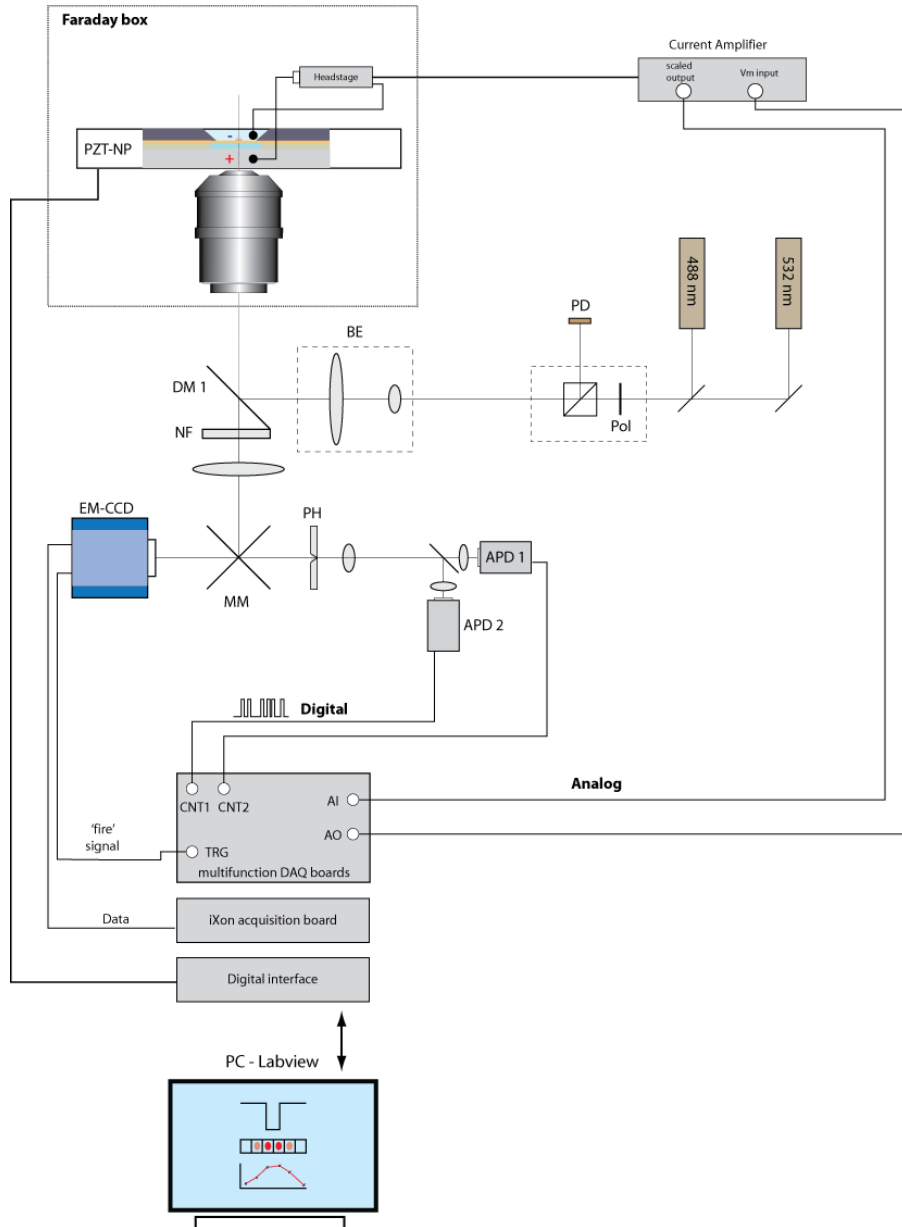 Faraday box
Current Amplifier
scaled
output
Vm input
Headstage
-
PZT-NP
+
488 nm
532 nm
PD
BE
DM 1
Pol
NF
EM-CCD
PH
APD 1
MM
APD 2
Digital
Analog
CNT1 CNT2
AI
AO
'fire'
signal
TRG
multifunction DAQ boards
Data
iXon acquisition board
Digital interface
PC - Labview